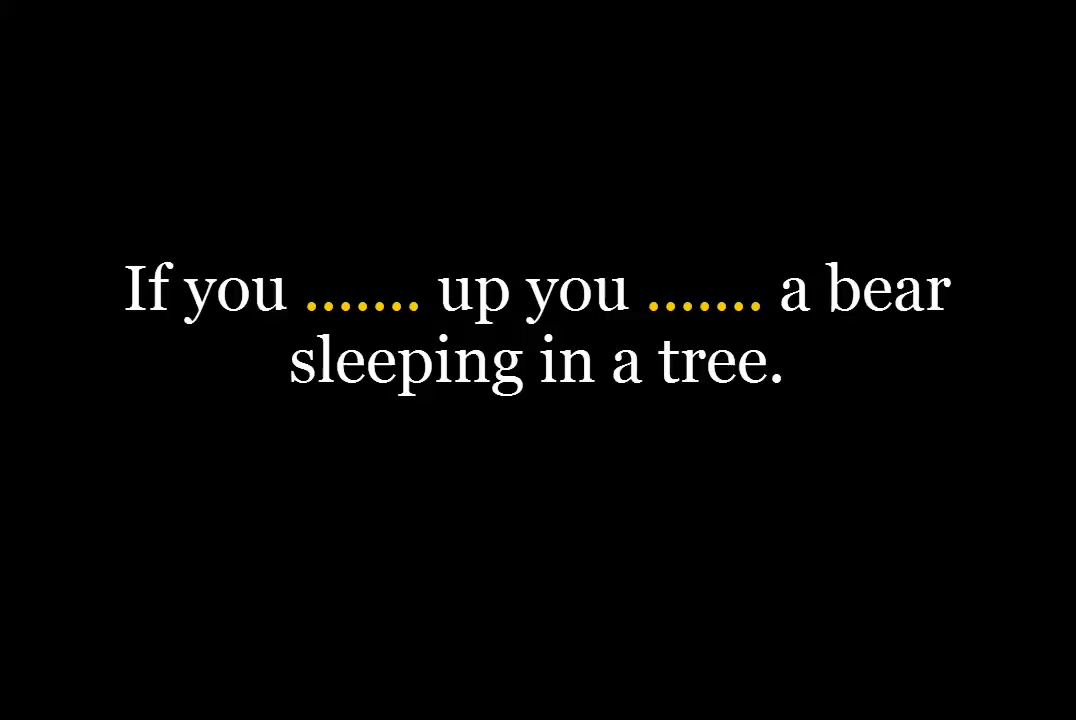 If you ....... up you ....... a bear
sleeping in a tree.